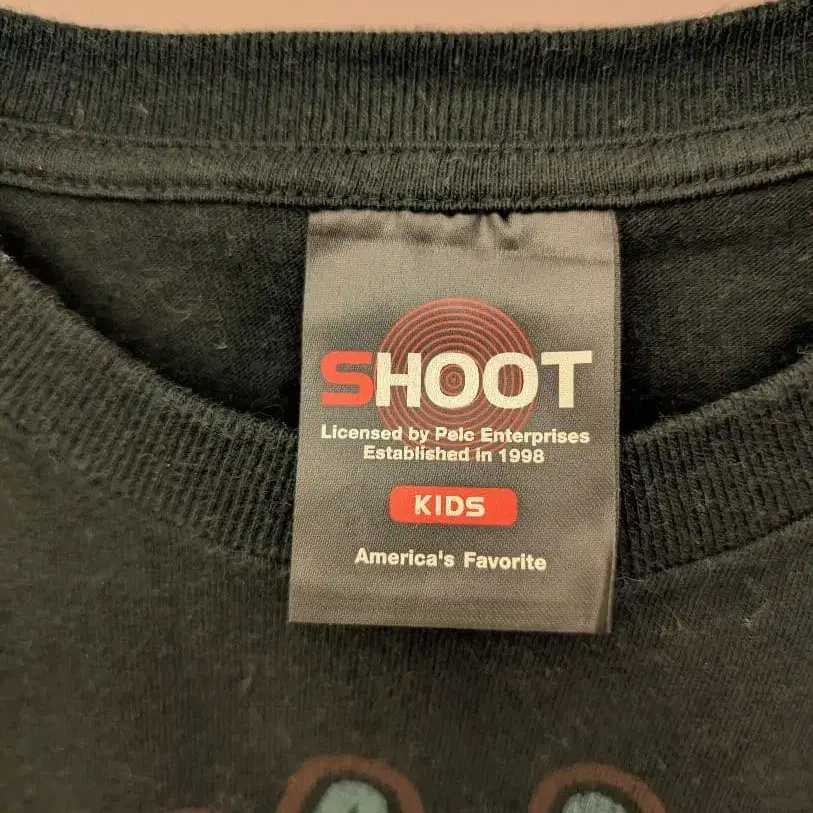 SHOOT
Licensed by Pelc Enterprises
Established in 1998
KIDS
America's Favorite